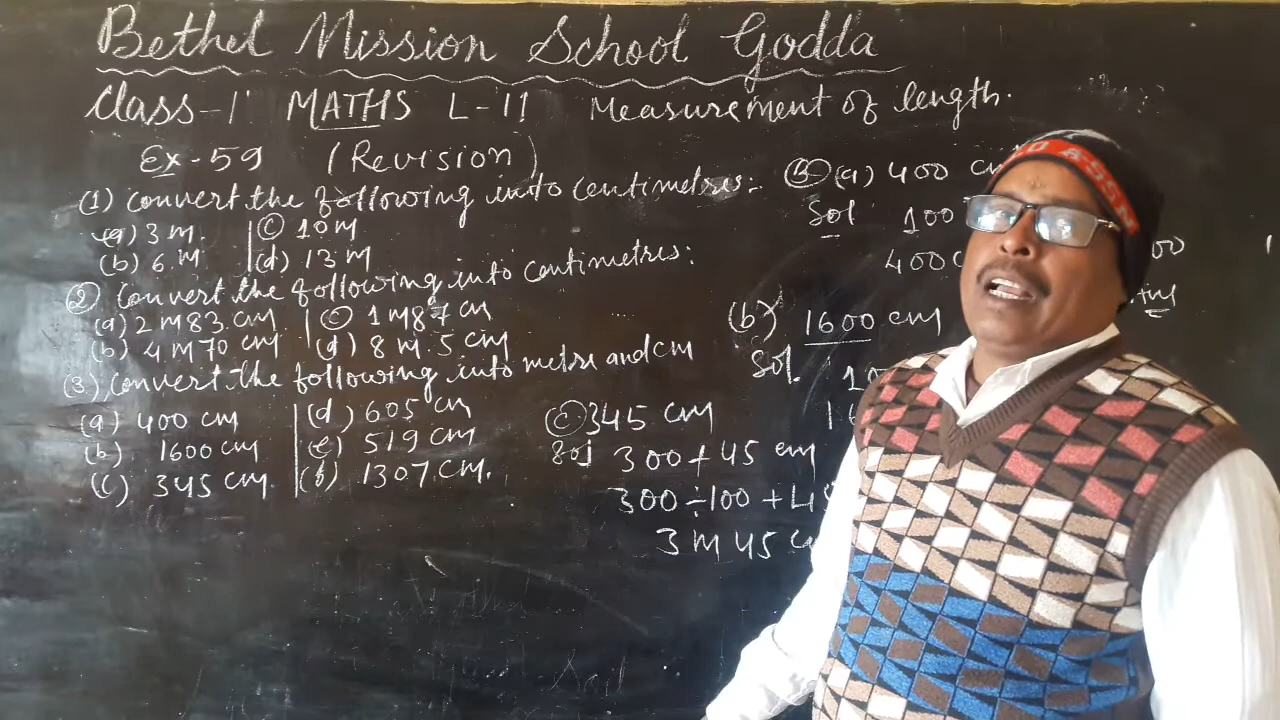 Bethel Mission School Godda
Class-1 MATHS L-11 Measurement of length.
Ex-59 (Revision)
(1) Convert the following into Centimetres:-
(a) 3 m. (c) 10 m
(b) 6 m (d) 13 m
(2) Convert the following into Centimetres:
(a) 2 m 83 cm (c) 1 m 87 cm
(b) 4 m 70 cm (d) 8 m 5 cm
(3) Convert the following into metre and cm
(a) 400 cm (d) 605 cm
(b) 1600 cm (e) 519 cm
(c) 345 cm (f) 1307 cm.
(3) (a) 400 cm
Sol 100
400
(b) 1600 cm
Sol.
(c) 345 cm
Sol 300 + 45 cm
300 ÷ 100 +
3 m 45